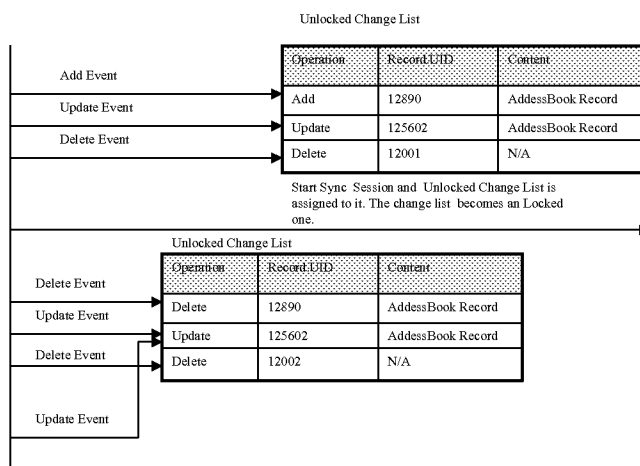 Unlocked Change List
Operation Record.UID Content
Add Event
Add 12890 AddessBook Record
Update Event
Update 125602 AddessBook Record
Delete Event
Delete 12001 N/A
Start Sync Session and Unlocked Change List is
assigned to it. The change list becomes an Locked
one.
Unlocked Change List
Operation Record.UID Content
Delete Event
Delete 12890 AddessBook Record
Update Event
Update 125602 AddessBook Record
Delete Event
Delete 12002 N/A
Update Event